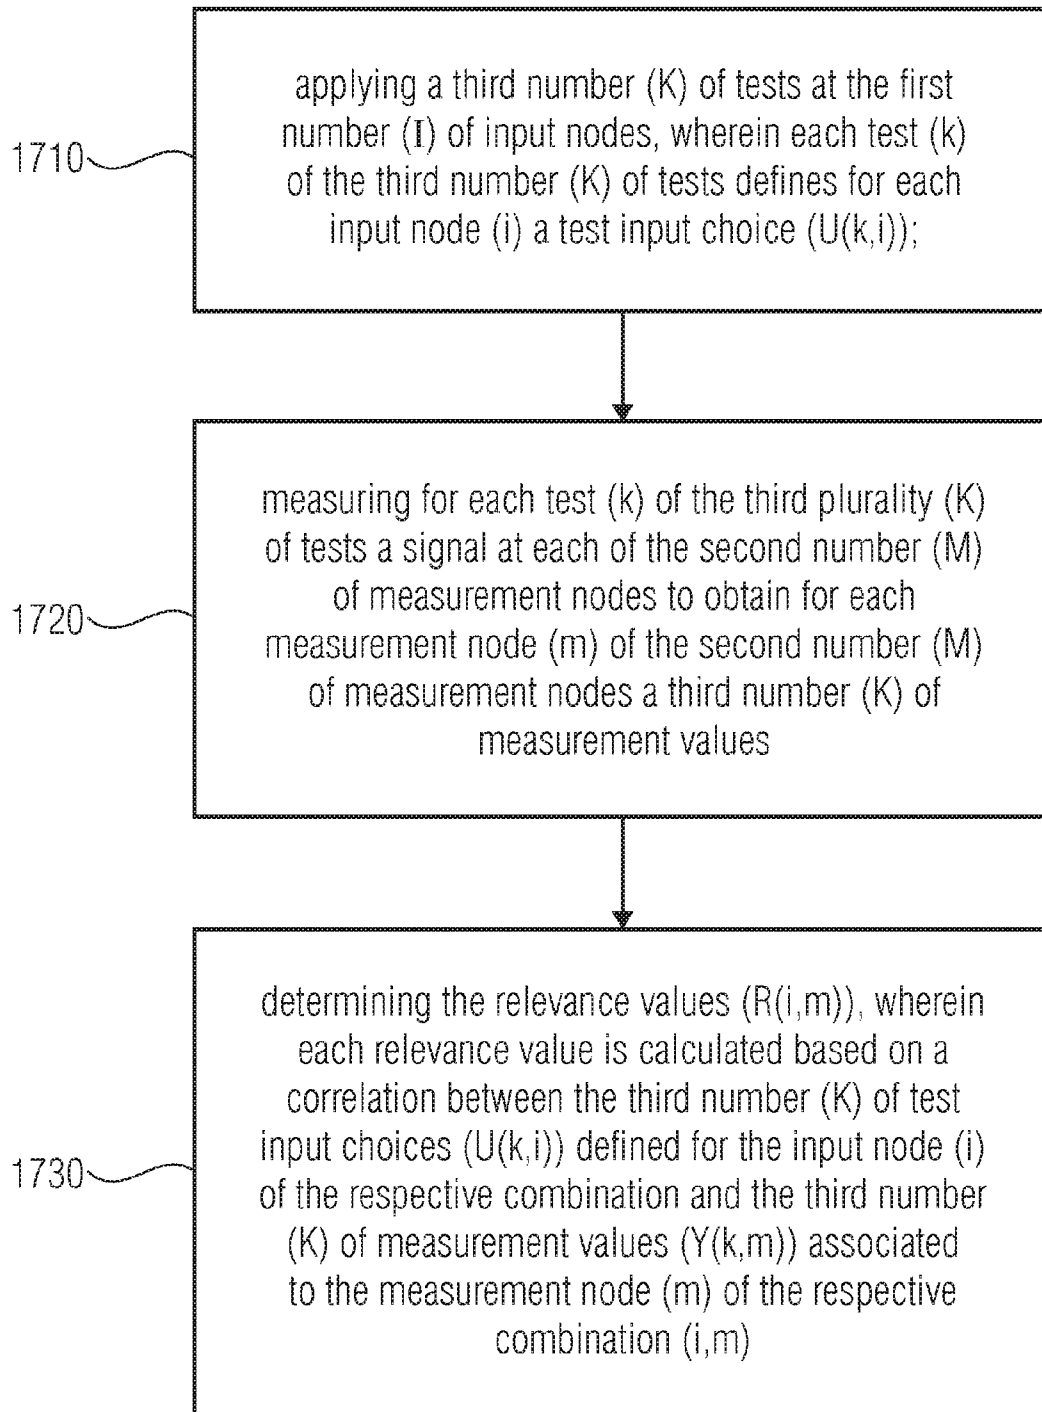 applying a third number (K) of tests at the first
number (I) of input nodes, wherein each test (k)
1710
of the third number (K) of tests defines for each
input node (i) a test input choice (U(k,i));
measuring for each test (k) of the third plurality (K)
of tests a signal at each of the second number (M)
of measurement nodes to obtain for each
1720
measurement node (m) of the second number (M)
of measurement nodes a third number (K) of
measurement values
determining the relevance values (R(i,m)), wherein
each relevance value is calculated based on a
correlation between the third number (K) of test
input choices (U(k,i)) defined for the input node (i)
1730
of the respective combination and the third number
(K) of measurement values (Y(k,m)) associated
to the measurement node (m) of the respective
combination (i,m)